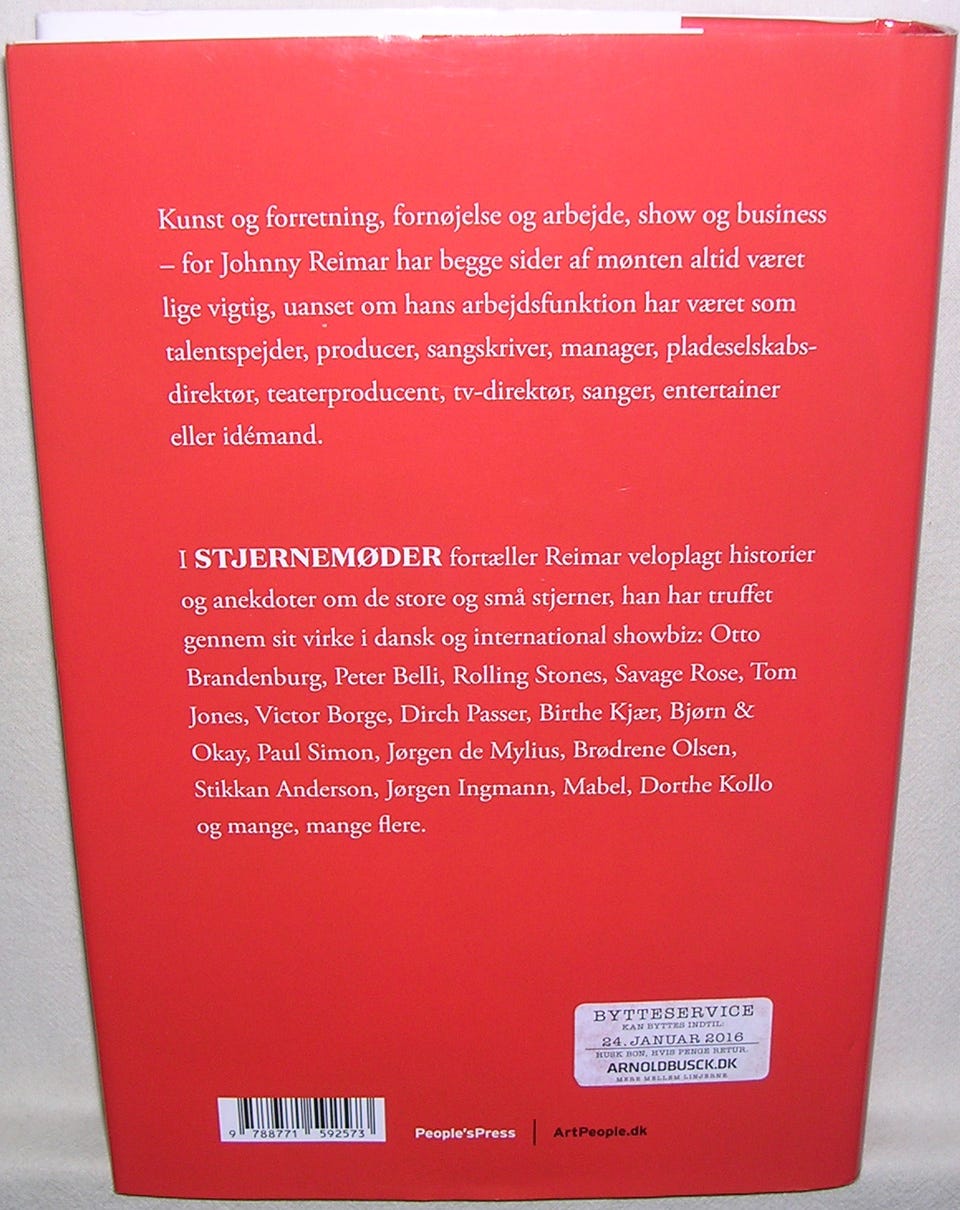 Kunst og forretning, fornøjelse og arbejde, show og business
– for Johnny Reimar har begge sider af mønten altid været
lige vigtig, uanset om hans arbejdsfunktion har været som
talentspejder, producer, sangskriver, manager, pladeselskabs-
direktør, teaterproducent, tv-direktør, sanger, entertainer
eller idémand.
I STJERNEMØDER fortæller Reimar veloplagt historier
og anekdoter om de store og små stjerner, han har truffet
gennem sit virke i dansk og international showbiz: Otto
Brandenburg, Peter Belli, Rolling Stones, Savage Rose, Tom
Jones, Victor Borge, Dirch Passer, Birthe Kjær, Bjørn &
Okay, Paul Simon, Jørgen de Mylius, Brødrene Olsen,
Stikkan Anderson, Jørgen Ingmann, Mabel, Dorthe Kollo
og mange, mange flere.
BYTTESERVICE
KAN BYTTES INDTIL:
24. JANUAR 2016
HUSK BON, HVIS PENGE RETUR.
ARNOLDBUSCK.DK
MERE MELLEM LINJERNE
9 788771 592573
People'sPress | ArtPeople.dk